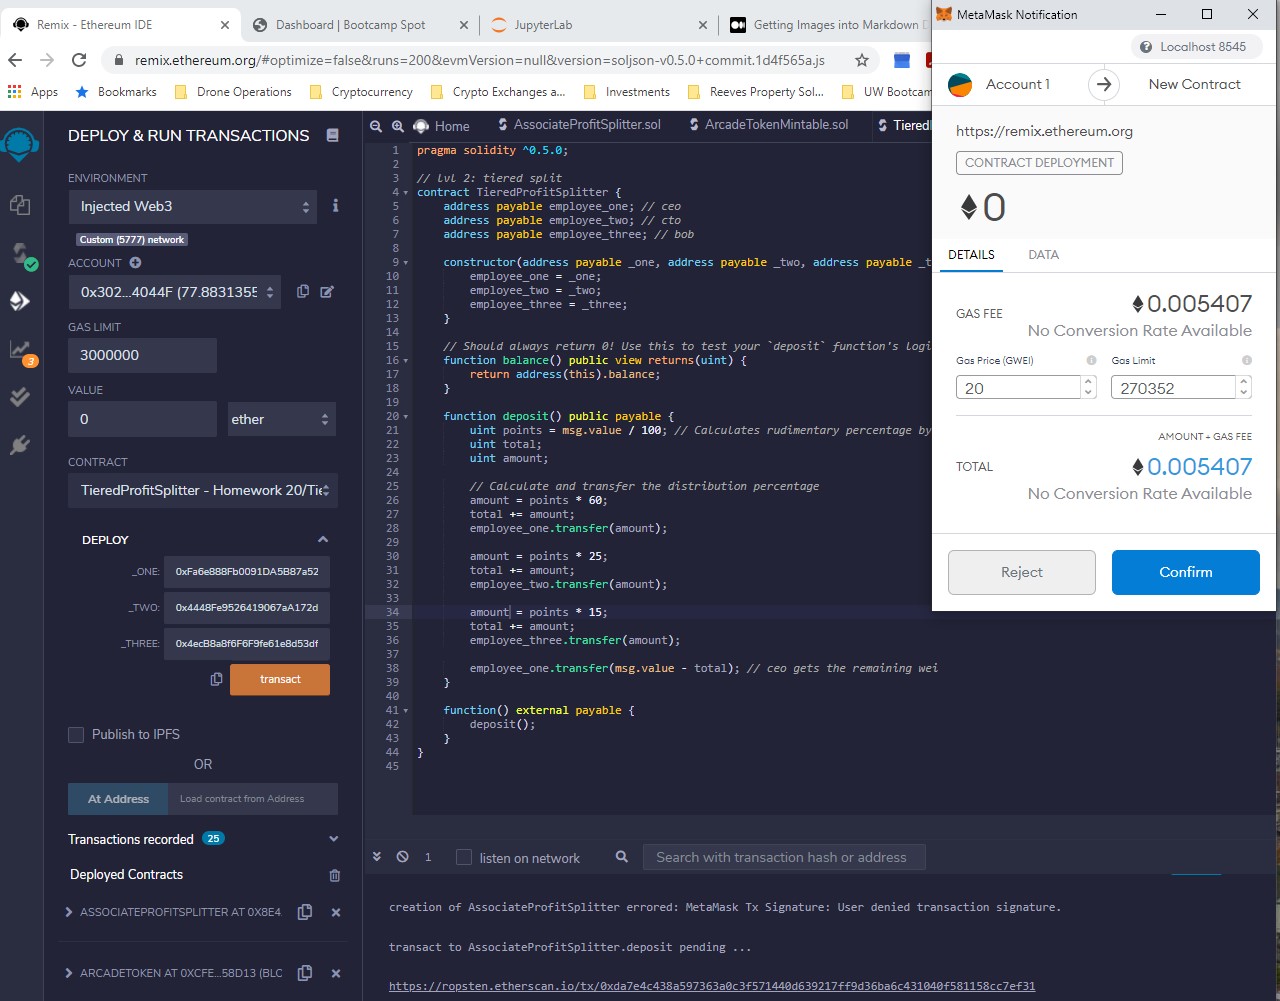 Remix - Ethereum IDE
Dashboard | Bootcamp Spot
JupyterLab
Getting Images into Markdown
remix.ethereum.org/#optimize=false&runs=200&evmVersion=null&version=soljson-v0.5.0+commit.1d4f565a.js
Apps
Bookmarks
Drone Operations
Cryptocurrency
Crypto Exchanges a...
Investments
Reeves Property Sol...
UW Bootcam
DEPLOY & RUN TRANSACTIONS
ENVIRONMENT
Injected Web3
Custom (5777) network
ACCOUNT
0x302...4044F (77.8831355
GAS LIMIT
3000000
VALUE
0
ether
CONTRACT
TieredProfitSplitter - Homework 20/Tie
DEPLOY
_ONE: 0xFa6e888Fb0091DA5B87a52
_TWO: 0x4448Fe9526419067aA172d
_THREE: 0x4ecB8a8f6F6F9fe61e8d53df
transact
Publish to IPFS
OR
At Address
Load contract from Address
Transactions recorded 25
Deployed Contracts
ASSOCIATEPROFITSPLITTER AT 0X8E4
ARCADETOKEN AT 0XCFE...58D13 (BLC
3
Home
AssociateProfitSplitter.sol
ArcadeTokenMintable.sol
Tieredl
1 pragma solidity ^0.5.0;
2
3 // lvl 2: tiered split
4 contract TieredProfitSplitter {
5 address payable employee_one; // ceo
6 address payable employee_two; // cto
7 address payable employee_three; // bob
8
9 constructor(address payable _one, address payable _two, address payable _t
10 employee_one = _one;
11 employee_two = _two;
12 employee_three = _three;
13 }
14
15 // Should always return 0! Use this to test your `deposit` function's logi
16 function balance() public view returns(uint) {
17 return address(this).balance;
18 }
19
20 function deposit() public payable {
21 uint points = msg.value / 100; // Calculates rudimentary percentage by
22 uint total;
23 uint amount;
24
25 // Calculate and transfer the distribution percentage
26 amount = points * 60;
27 total += amount;
28 employee_one.transfer(amount);
29
30 amount = points * 25;
31 total += amount;
32 employee_two.transfer(amount);
33
34 amount = points * 15;
35 total += amount;
36 employee_three.transfer(amount);
37
38 employee_one.transfer(msg.value - total); // ceo gets the remaining wei
39 }
40
41 function() external payable {
42 deposit();
43 }
44 }
45
1
listen on network
Search with transaction hash or address
creation of AssociateProfitSplitter errored: MetaMask Tx Signature: User denied transaction signature.
transact to AssociateProfitSplitter.deposit pending ...
https://ropsten.etherscan.io/tx/0xda7e4c438a597363a0c3f571440d639217ff9d36ba6c431040f581158cc7ef31
MetaMask Notification
Localhost 8545
Account 1
New Contract
https://remix.ethereum.org
CONTRACT DEPLOYMENT
0
DETAILS
DATA
GAS FEE
0.005407
No Conversion Rate Available
Gas Price (GWEI)
Gas Limit
20
270352
AMOUNT + GAS FEE
TOTAL
0.005407
No Conversion Rate Available
Reject
Confirm